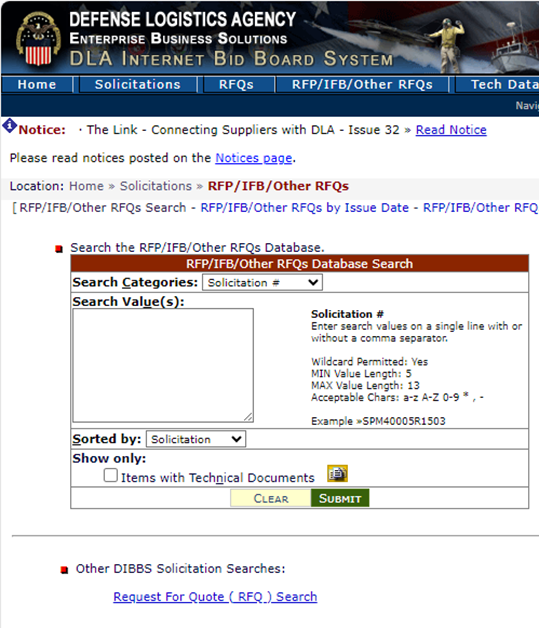 DEFENSE LOGISTICS AGENCY
ENTERPRISE BUSINESS SOLUTIONS
DLA INTERNET BID BOARD SYSTEM
Home | Solicitations | RFQs | RFP/IFB/Other RFQs | Tech Data
Navi
Notice: · The Link - Connecting Suppliers with DLA - Issue 32 » Read Notice
Please read notices posted on the Notices page.
Location: Home » Solicitations » RFP/IFB/Other RFQs
[ RFP/IFB/Other RFQs Search - RFP/IFB/Other RFQs by Issue Date - RFP/IFB/Other RFQ
Search the RFP/IFB/Other RFQs Database.
RFP/IFB/Other RFQs Database Search
Search Categories: Solicitation #
Search Value(s):
Solicitation #
Enter search values on a single line with or
without a comma separator.
Wildcard Permitted: Yes
MIN Value Length: 5
MAX Value Length: 13
Acceptable Chars: a-z A-Z 0-9 * , -
Example »SPM40005R1503
Sorted by: Solicitation
Show only:
Items with Technical Documents
CLEAR SUBMIT
Other DIBBS Solicitation Searches:
Request For Quote ( RFQ ) Search